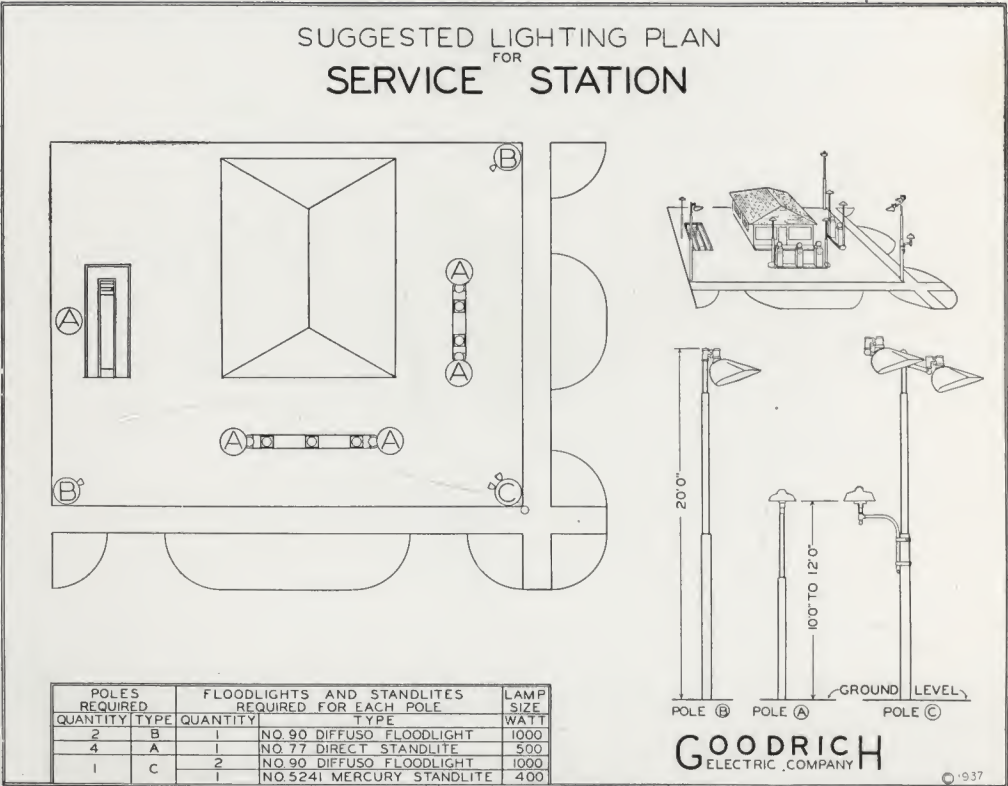 SUGGESTED LIGHTING PLAN
FOR
SERVICE STATION
B
A
A
A
A
A
B
C
20'0"
10'0" TO 12'0"
GROUND LEVEL
POLE B
POLE A
POLE C
POLES REQUIRED
FLOODLIGHTS AND STANDLITES REQUIRED FOR EACH POLE
LAMP SIZE
QUANTITY TYPE QUANTITY TYPE WATT
2 B 1 NO. 90 DIFFUSO FLOODLIGHT 1000
4 A 1 NO. 77 DIRECT STANDLITE 500
1 C 2 NO. 90 DIFFUSO FLOODLIGHT 1000
1 NO. 5241 MERCURY STANDLITE 400
GOODRICH
ELECTRIC COMPANY
© '937